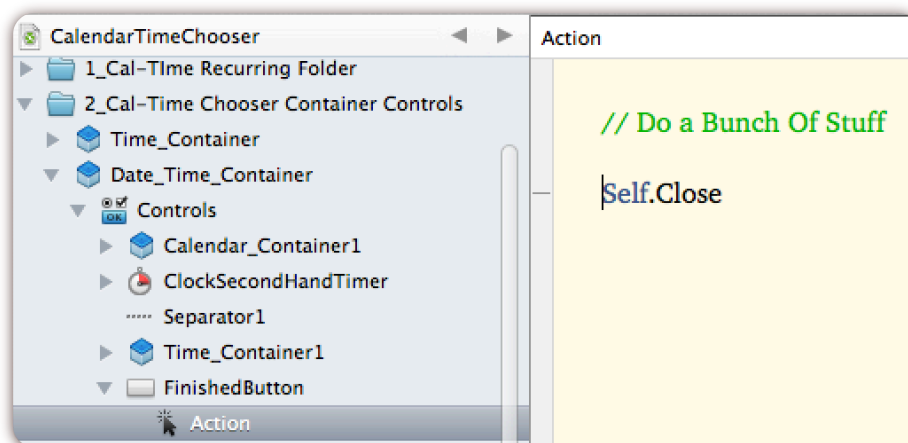 CalendarTimeChooser
1_Cal-TIme Recurring Folder
2_Cal-Time Chooser Container Controls
Time_Container
Date_Time_Container
OK
Controls
Calendar_Container1
ClockSecondHandTimer
Separator1
Time_Container1
FinishedButton
Action
Action
// Do a Bunch Of Stuff
Self.Close